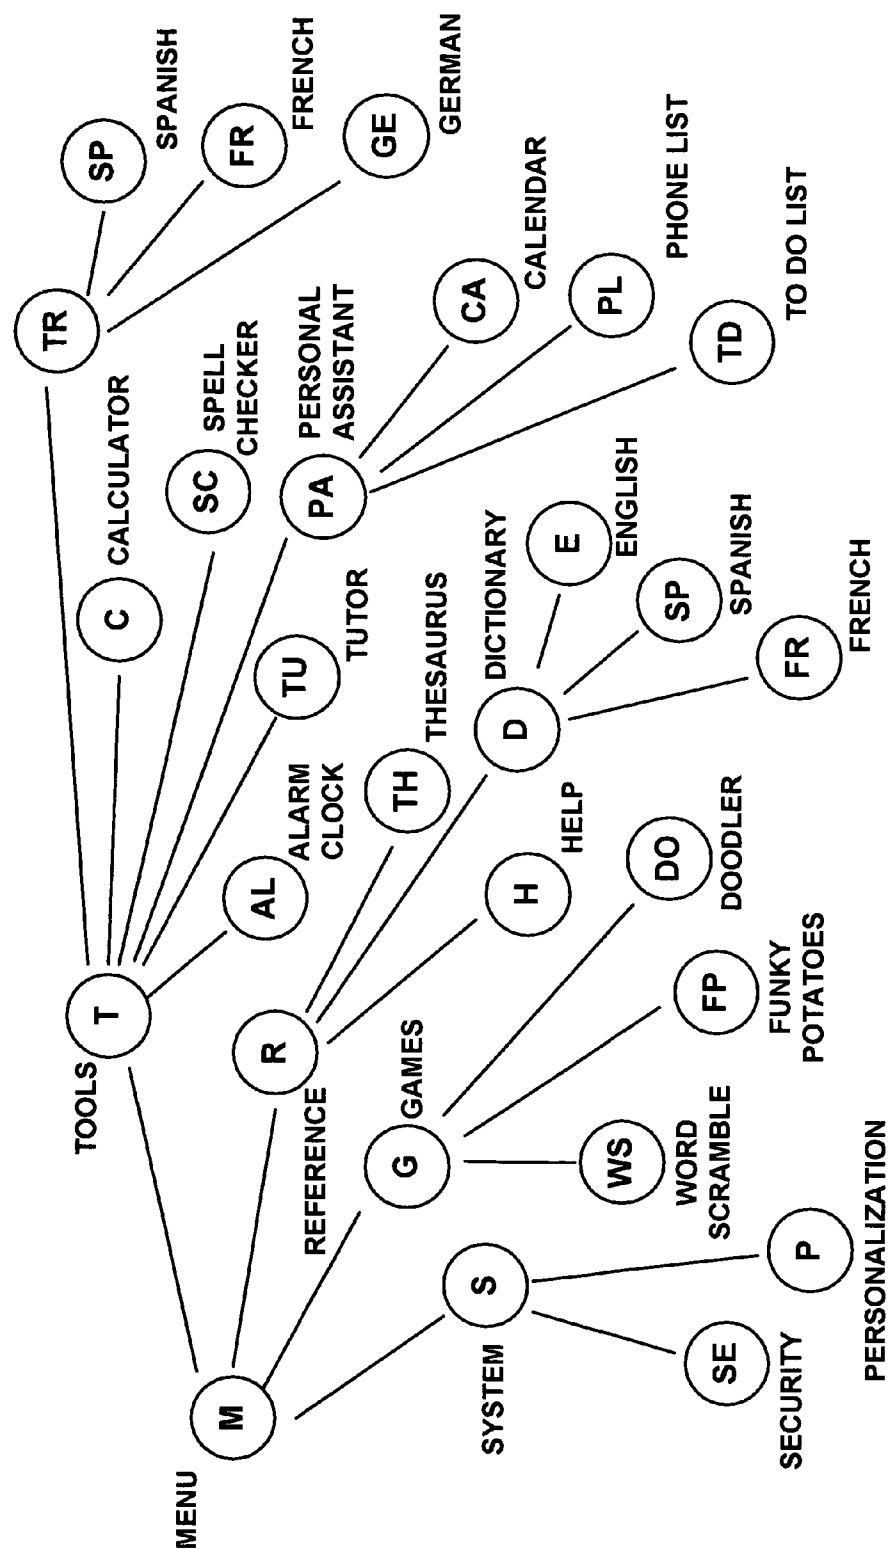 MENU
M
TOOLS
T
TR
SP
SPANISH
FR
FRENCH
GE
GERMAN
C
CALCULATOR
SC
SPELL
CHECKER
PA
PERSONAL
ASSISTANT
CA
CALENDAR
PL
PHONE LIST
TD
TO DO LIST
TU
TUTOR
AL
ALARM
CLOCK
R
REFERENCE
TH
THESAURUS
D
DICTIONARY
E
ENGLISH
SP
SPANISH
FR
FRENCH
H
HELP
G
GAMES
DO
DOODLER
FP
FUNKY
POTATOES
WS
WORD
SCRAMBLE
S
SYSTEM
P
PERSONALIZATION
SE
SECURITY